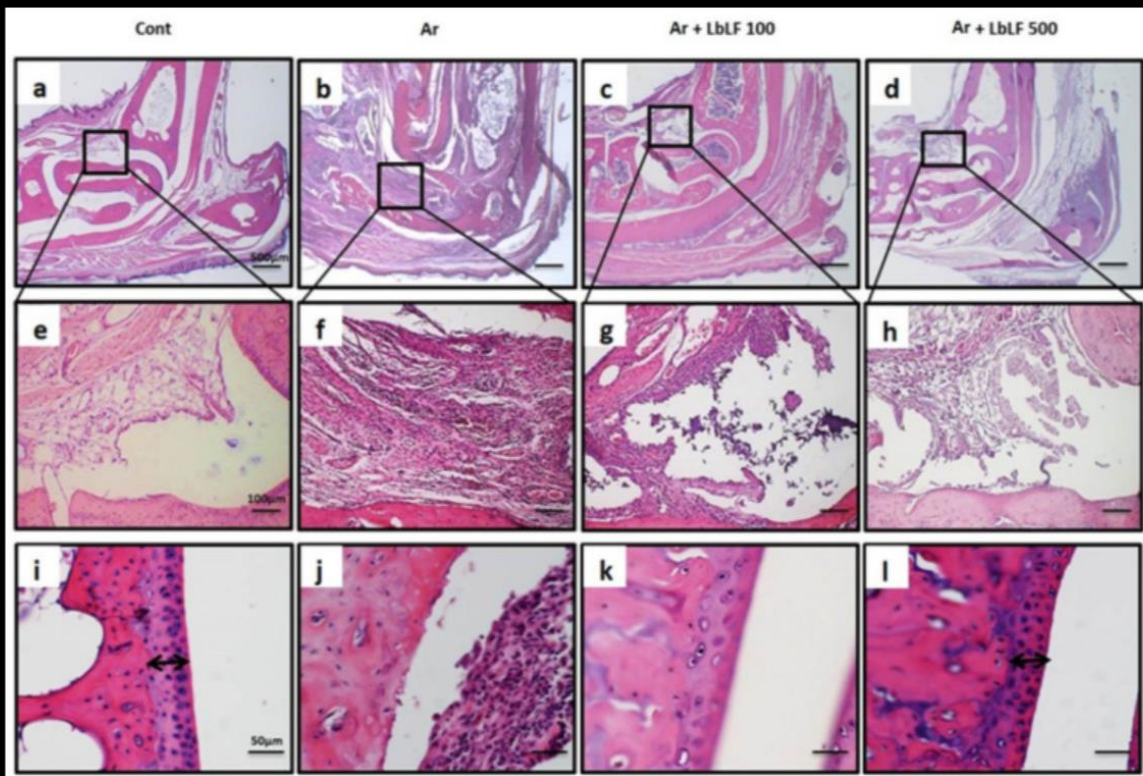 Cont Ar Ar + LbLF 100 Ar + LbLF 500
a b c d
500µm
e f g h
100µm
i j k l
50µm